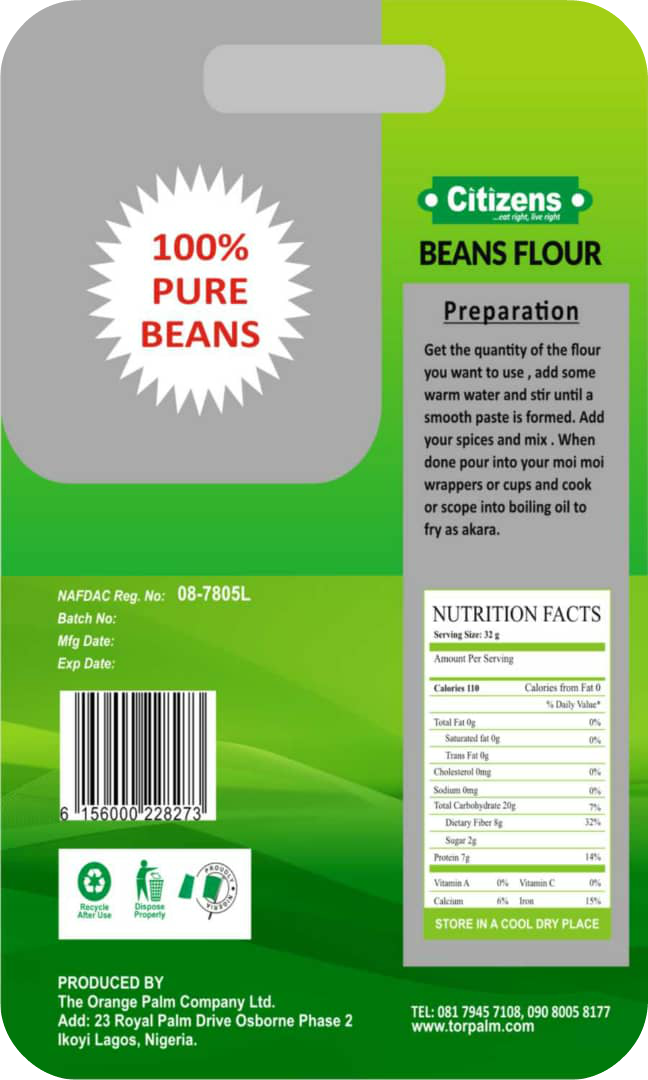 100%
PURE
BEANS
Citizens
...eat right, live right
BEANS FLOUR
Preparation
Get the quantity of the flour
you want to use , add some
warm water and stir until a
smooth paste is formed. Add
your spices and mix . When
done pour into your moi moi
wrappers or cups and cook
or scope into boiling oil to
fry as akara.
NAFDAC Reg. No: 08-7805L
Batch No:
Mfg Date:
Exp Date:
6 156000 228273
Recycle
After Use
Dispose
Properly
PROUDLY NIGERIA
PRODUCED BY
The Orange Palm Company Ltd.
Add: 23 Royal Palm Drive Osborne Phase 2
Ikoyi Lagos, Nigeria.
NUTRITION FACTS
Serving Size: 32 g
Amount Per Serving
Calories 110 Calories from Fat 0
% Daily Value*
Total Fat 0g 0%
Saturated fat 0g 0%
Trans Fat 0g
Cholesterol 0mg 0%
Sodium 0mg 0%
Total Carbohydrate 20g 7%
Dietary Fiber 8g 32%
Sugar 2g
Protein 7g 14%
Vitamin A 0% Vitamin C 0%
Calcium 6% Iron 15%
STORE IN A COOL DRY PLACE
TEL: 081 7945 7108, 090 8005 8177
www.torpalm.com